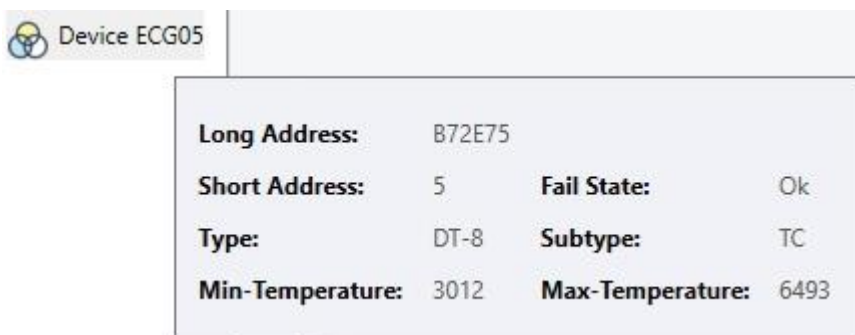 Device ECG05
Long Address: B72E75
Short Address: 5 Fail State: Ok
Type: DT-8 Subtype: TC
Min-Temperature: 3012 Max-Temperature: 6493